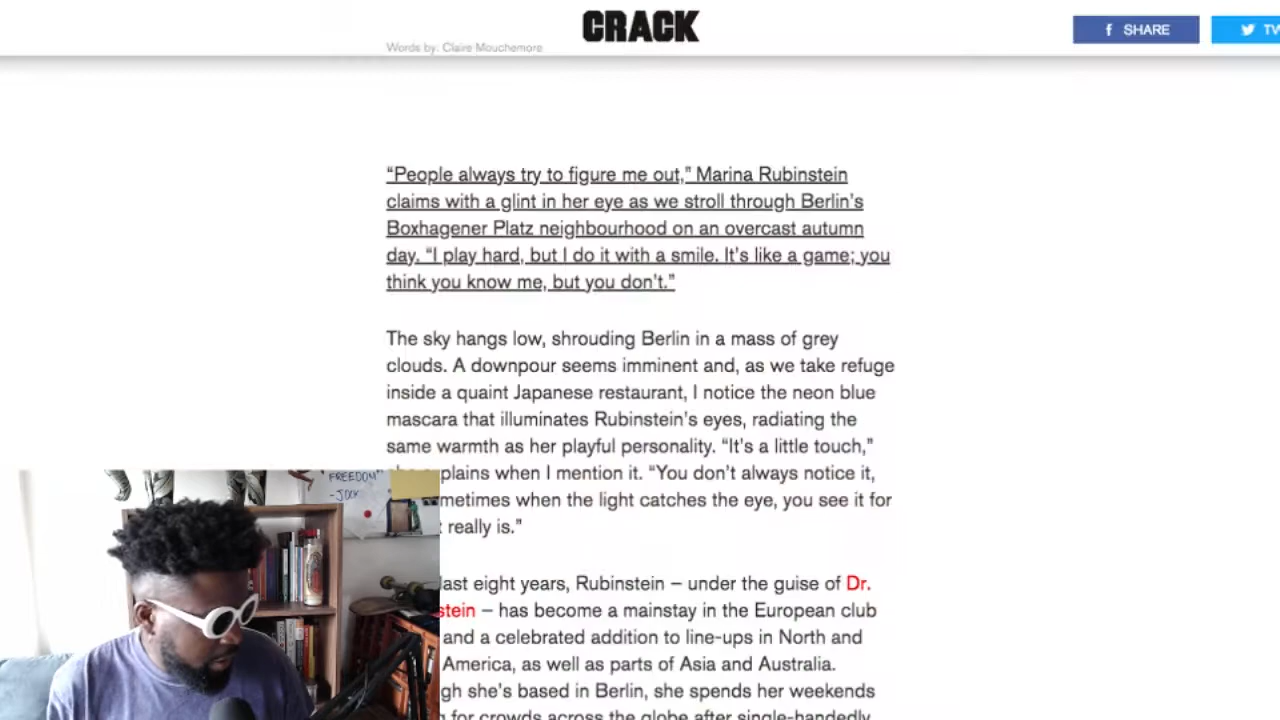 CRACK
SHARE
Words by: Claire Mouchemore
“People always try to figure me out,” Marina Rubinstein
claims with a glint in her eye as we stroll through Berlin’s
Boxhagener Platz neighbourhood on an overcast autumn
day. “I play hard, but I do it with a smile. It’s like a game; you
think you know me, but you don’t.”
The sky hangs low, shrouding Berlin in a mass of grey
clouds. A downpour seems imminent and, as we take refuge
inside a quaint Japanese restaurant, I notice the neon blue
mascara that illuminates Rubinstein’s eyes, radiating the
same warmth as her playful personality. “It’s a little touch,”
plains when I mention it. “You don’t always notice it,
metimes when the light catches the eye, you see it for
really is.”
last eight years, Rubinstein – under the guise of Dr.
stein – has become a mainstay in the European club
and a celebrated addition to line-ups in North and
America, as well as parts of Asia and Australia.
gh she’s based in Berlin, she spends her weekends
for crowds across the globe after single-handedly
FREEDOM”